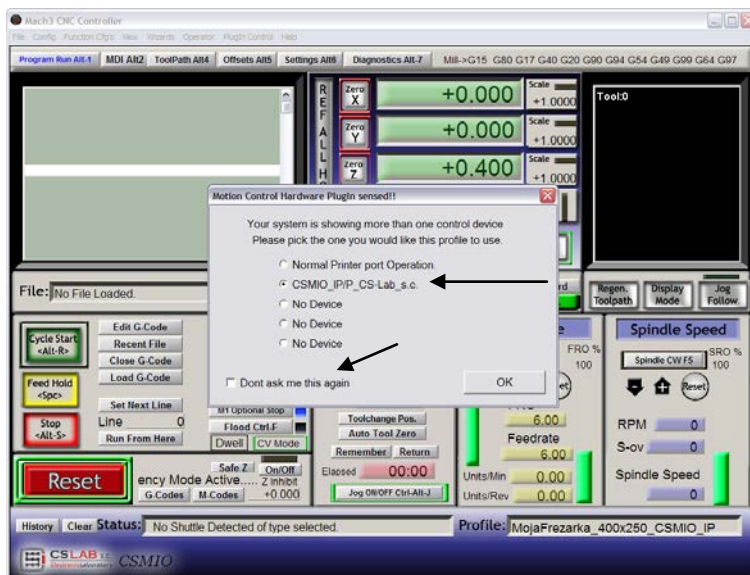 Mach3 CNC Controller
File Config Function Cfg's View Wizards Operator PlugIn Control Help
Program Run Alt-1 MDI Alt2 ToolPath Alt4 Offsets Alt5 Settings Alt6 Diagnostics Alt-7 Mill->G15 G80 G17 G40 G20 G90 G94 G54 G49 G99 G64 G97
REF ALL H
Zero X +0.000 Scale +1.0000
Zero Y +0.000 Scale +1.0000
Zero Z +0.400 Scale +1.0000
Tool:0
Motion Control Hardware PlugIn sensed!!
Your system is showing more than one control device
Please pick the one you would like this profile to use.
Normal Printer port Operation.
CSMIO_IP/P_CS-Lab_s.c.
No Device
No Device
No Device
Dont ask me this again
OK
File: No File Loaded.
Regen. Toolpath
Display Mode
Jog Follow
Cycle Start <Alt-R>
Feed Hold <Spc>
Stop <Alt-S>
Edit G-Code
Recent File
Close G-Code
Load G-Code
Set Next Line
Line 0
Run From Here
M1 Optional Stop
Flood Ctrl-F
Dwell CV Mode
Toolchange Pos.
Auto Tool Zero
Remember Return
Elapsed 00:00
Jog ON/OFF Ctrl-Alt-J
FRO %
100
6.00
Feedrate
6.00
Units/Min 0.00
Units/Rev 0.00
Spindle Speed
Spindle CW F5
SRO %
100
Reset
RPM 0
S-ov 0
Spindle Speed
0
Reset
ency Mode Active.....
Safe Z
On/Off
Z Inhibit
+0.000
G-Codes M-Codes
History Clear Status: No Shuttle Detected of type selected. Profile: MojaFrezarka_400x250_CSMIO_IP
CSLAB s.c.
CSMIO